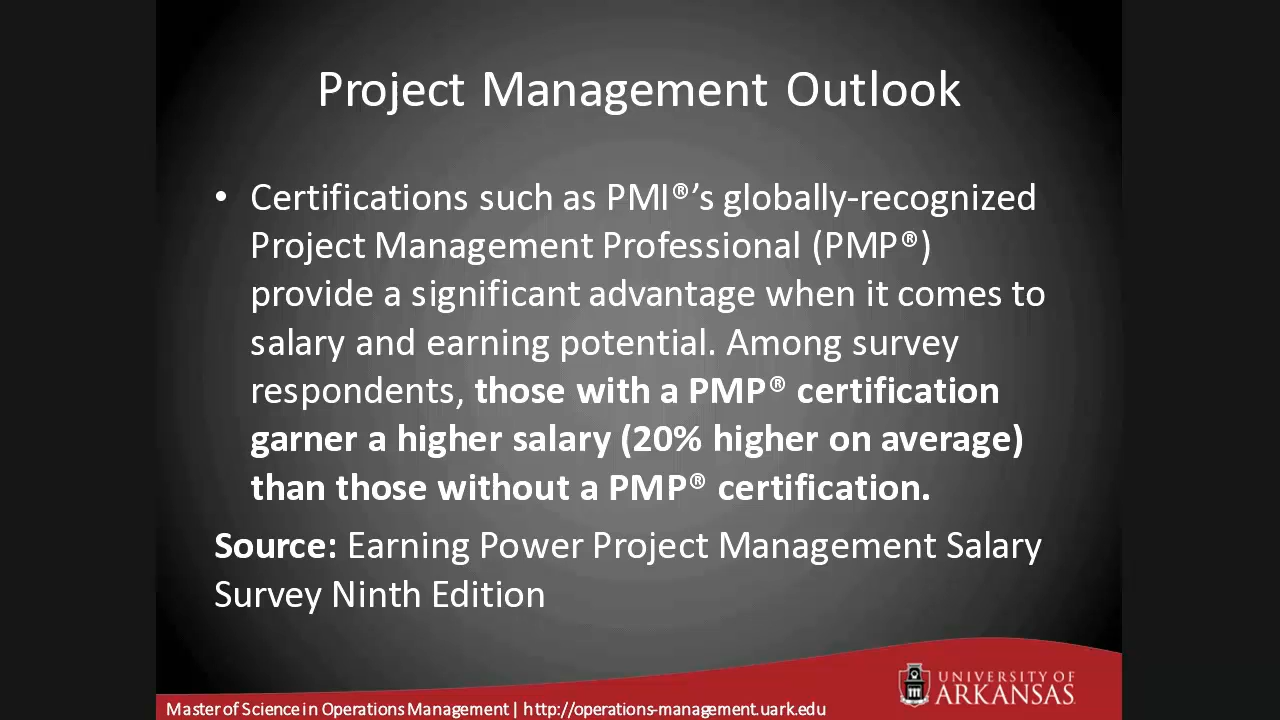 Project Management Outlook
• Certifications such as PMI®’s globally-recognized
Project Management Professional (PMP®)
provide a significant advantage when it comes to
salary and earning potential. Among survey
respondents, those with a PMP® certification
garner a higher salary (20% higher on average)
than those without a PMP® certification.
Source: Earning Power Project Management Salary
Survey Ninth Edition
UNIVERSITY OF
ARKANSAS
Master of Science in Operations Management | http://operations-management.uark.edu